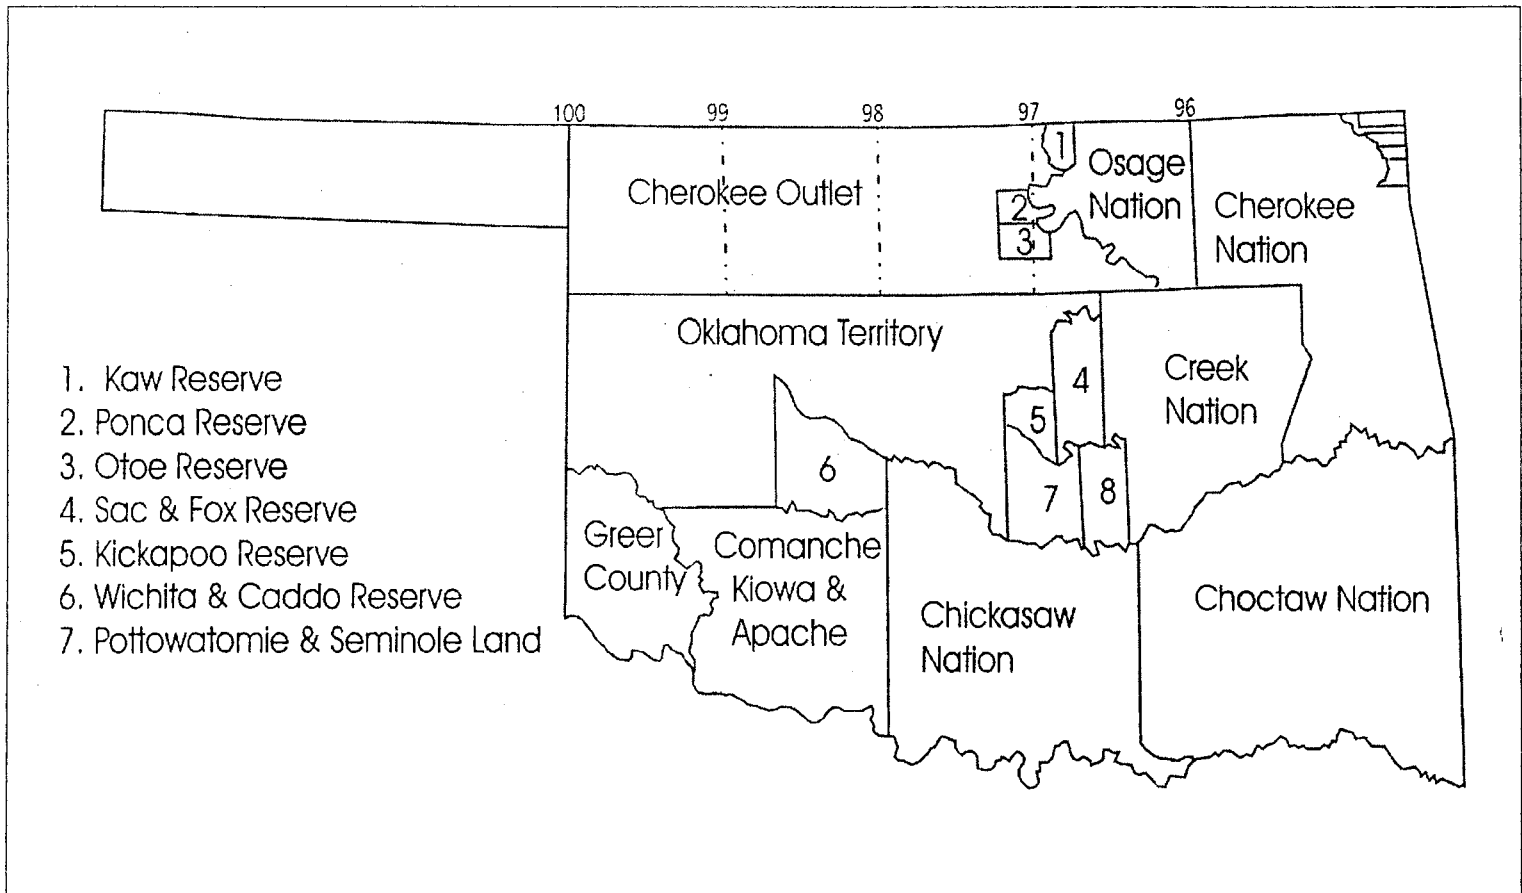 100 99 98 97 96
1
Osage
Nation
Cherokee Outlet
2
3
Cherokee
Nation
Oklahoma Territory
4
5
Creek
Nation
6
7
8
1. Kaw Reserve
2. Ponca Reserve
3. Otoe Reserve
4. Sac & Fox Reserve
5. Kickapoo Reserve
6. Wichita & Caddo Reserve
7. Pottowatomie & Seminole Land
Greer
County
Comanche
Kiowa &
Apache
Chickasaw
Nation
Choctaw Nation